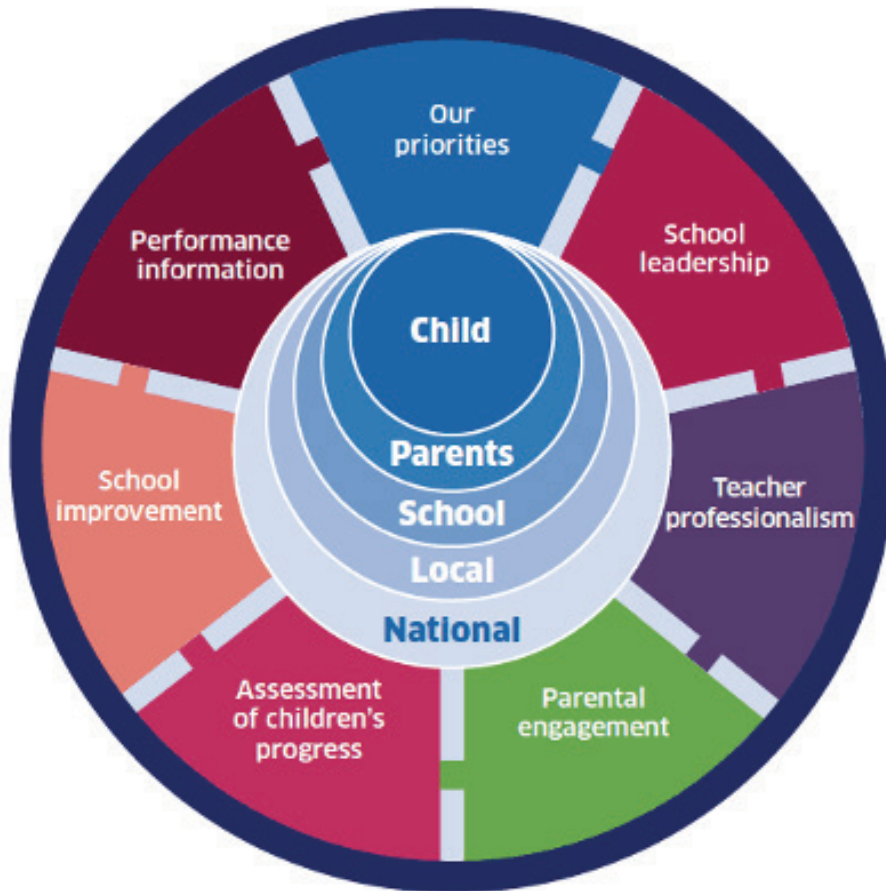 Our
priorities
School
leadership
Teacher
professionalism
Parental
engagement
Assessment
of children's
progress
School
improvement
Performance
information
Child
Parents
School
Local
National